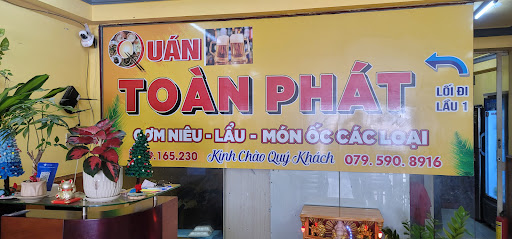 QUÁN
TOÀN PHÁT
LỐI ĐI
LẦU 1
CƠM NIÊU - LẨU - MÓN ỐC CÁC LOẠI
.165.230 Kính Chào Quý Khách 079. 590. 8916